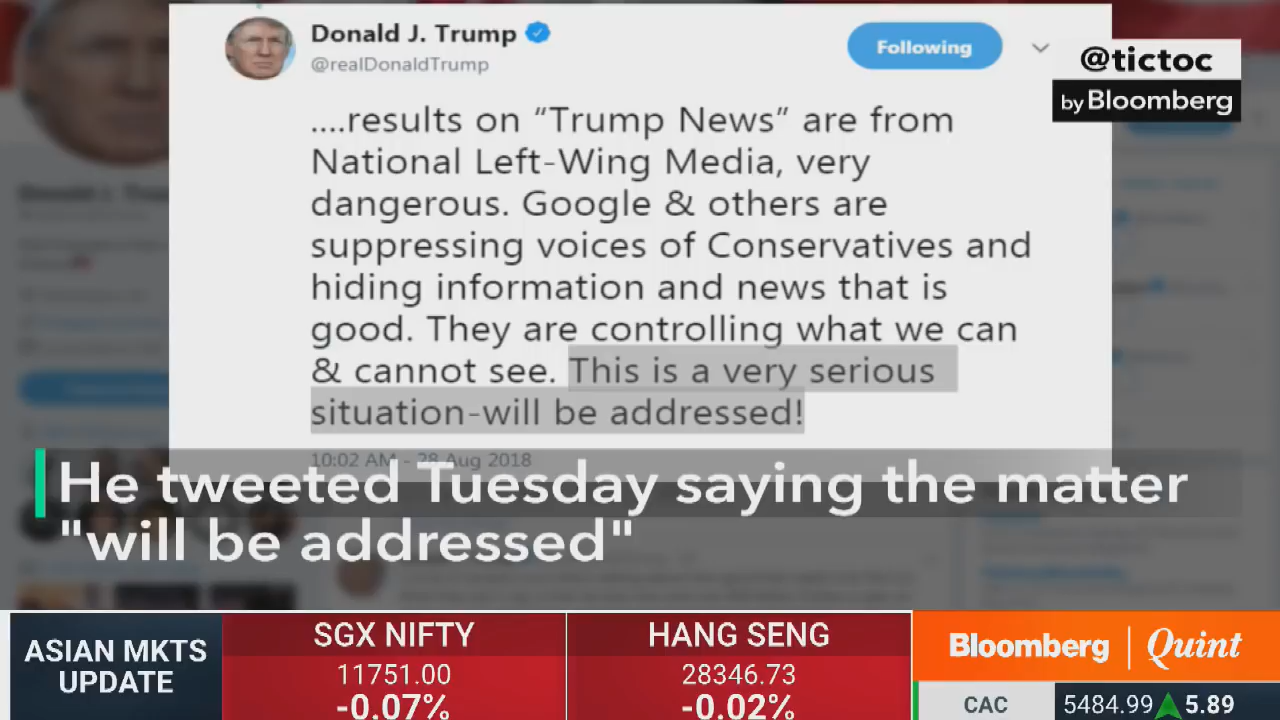 Donald J. Trump
@realDonaldTrump
Following
@tictoc
by Bloomberg
....results on “Trump News” are from
National Left-Wing Media, very
dangerous. Google & others are
suppressing voices of Conservatives and
hiding information and news that is
good. They are controlling what we can
& cannot see. This is a very serious
situation-will be addressed!
10:02 AM - 28 Aug 2018
He tweeted Tuesday saying the matter
"will be addressed"
ASIAN MKTS
UPDATE
SGX NIFTY
11751.00
-0.07%
HANG SENG
28346.73
-0.02%
Bloomberg | Quint
CAC
5484.99 ▲ 5.89